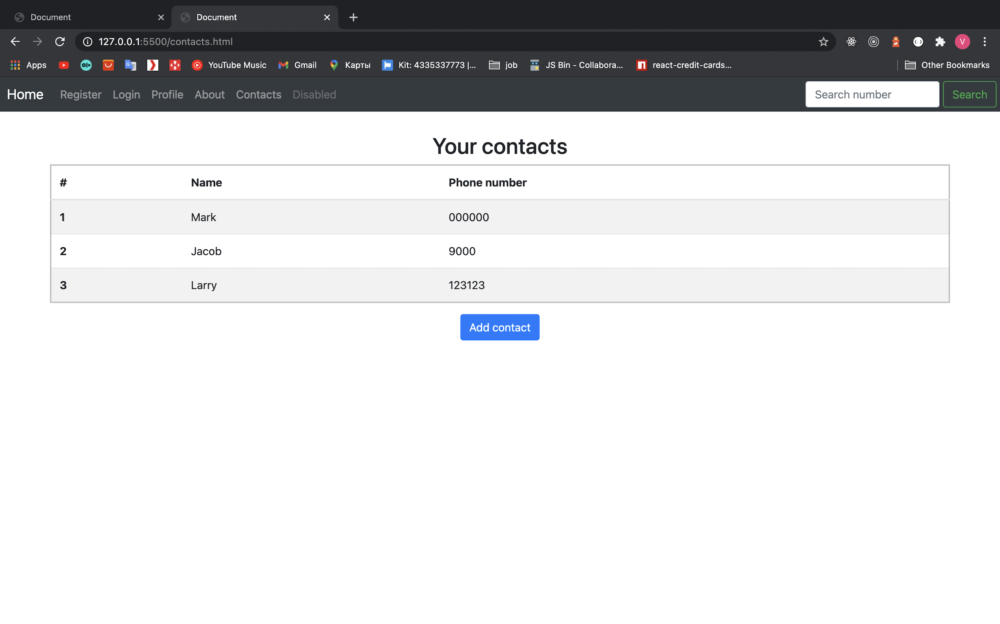 Document Document
127.0.0.1:5500/contacts.html V
Apps YouTube Music Gmail Карты Kit: 4335337773 |... job JS Bin - Collabora... react-credit-cards... Other Bookmarks
Home Register Login Profile About Contacts Disabled Search number Search
Your contacts
# Name Phone number
1 Mark 000000
2 Jacob 9000
3 Larry 123123
Add contact